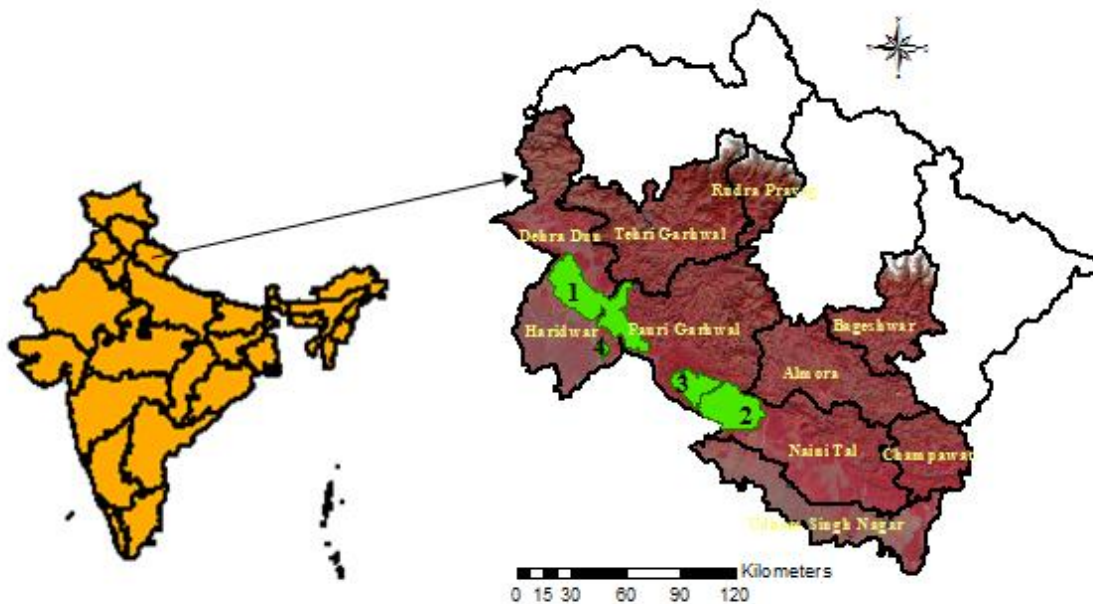 Rudra Prayag
Dehra Dun
Tehri Garhwal
1
Haridwar
Pauri Garhwal
Bageshwar
4
3
Almora
2
Naini Tal
Champawat
Udham Singh Nagar
Kilometers
0 15 30 60 90 120